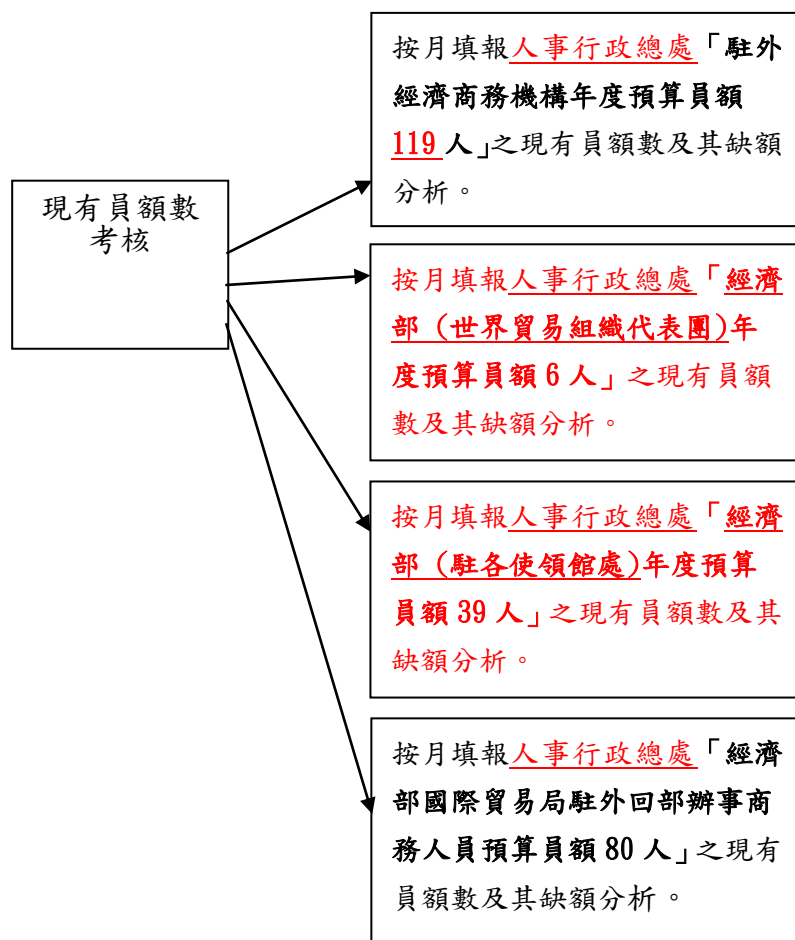 按月填報人事行政總處「駐外
經濟商務機構年度預算員額
119 人」之現有員額數及其缺額
分析。
現有員額數
考核
按月填報人事行政總處「經濟
部（世界貿易組織代表團)年
度預算員額 6 人」之現有員額
數及其缺額分析。
按月填報人事行政總處「經濟
部（駐各使領館處)年度預算
員額 39 人」之現有員額數及其
缺額分析。
按月填報人事行政總處「經濟
部國際貿易局駐外回部辦事商
務人員預算員額 80 人」之現有
員額數及其缺額分析。